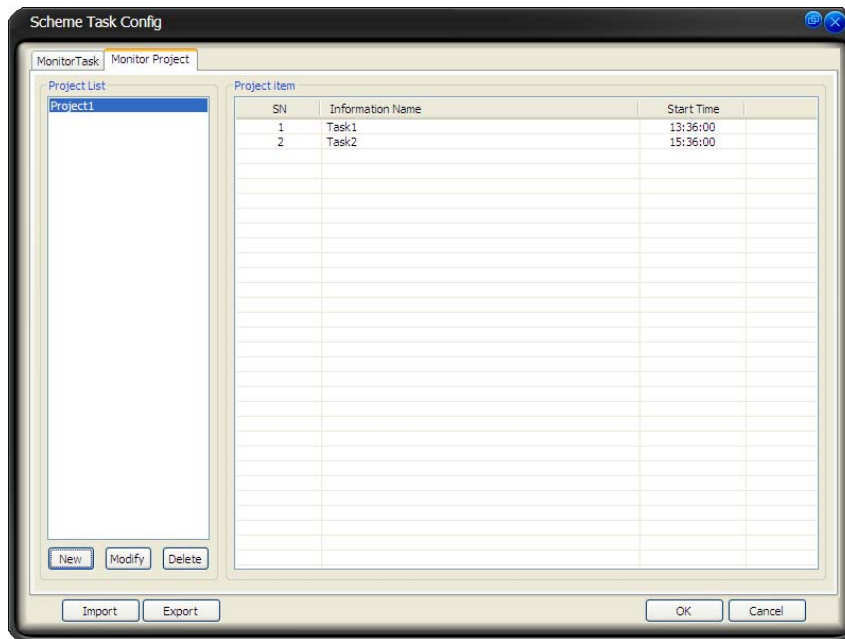 Scheme Task Config
MonitorTask Monitor Project
Project List
Project1
New Modify Delete
Project item
SN Information Name Start Time
1 Task1 13:36:00
2 Task2 15:36:00
Import Export OK Cancel